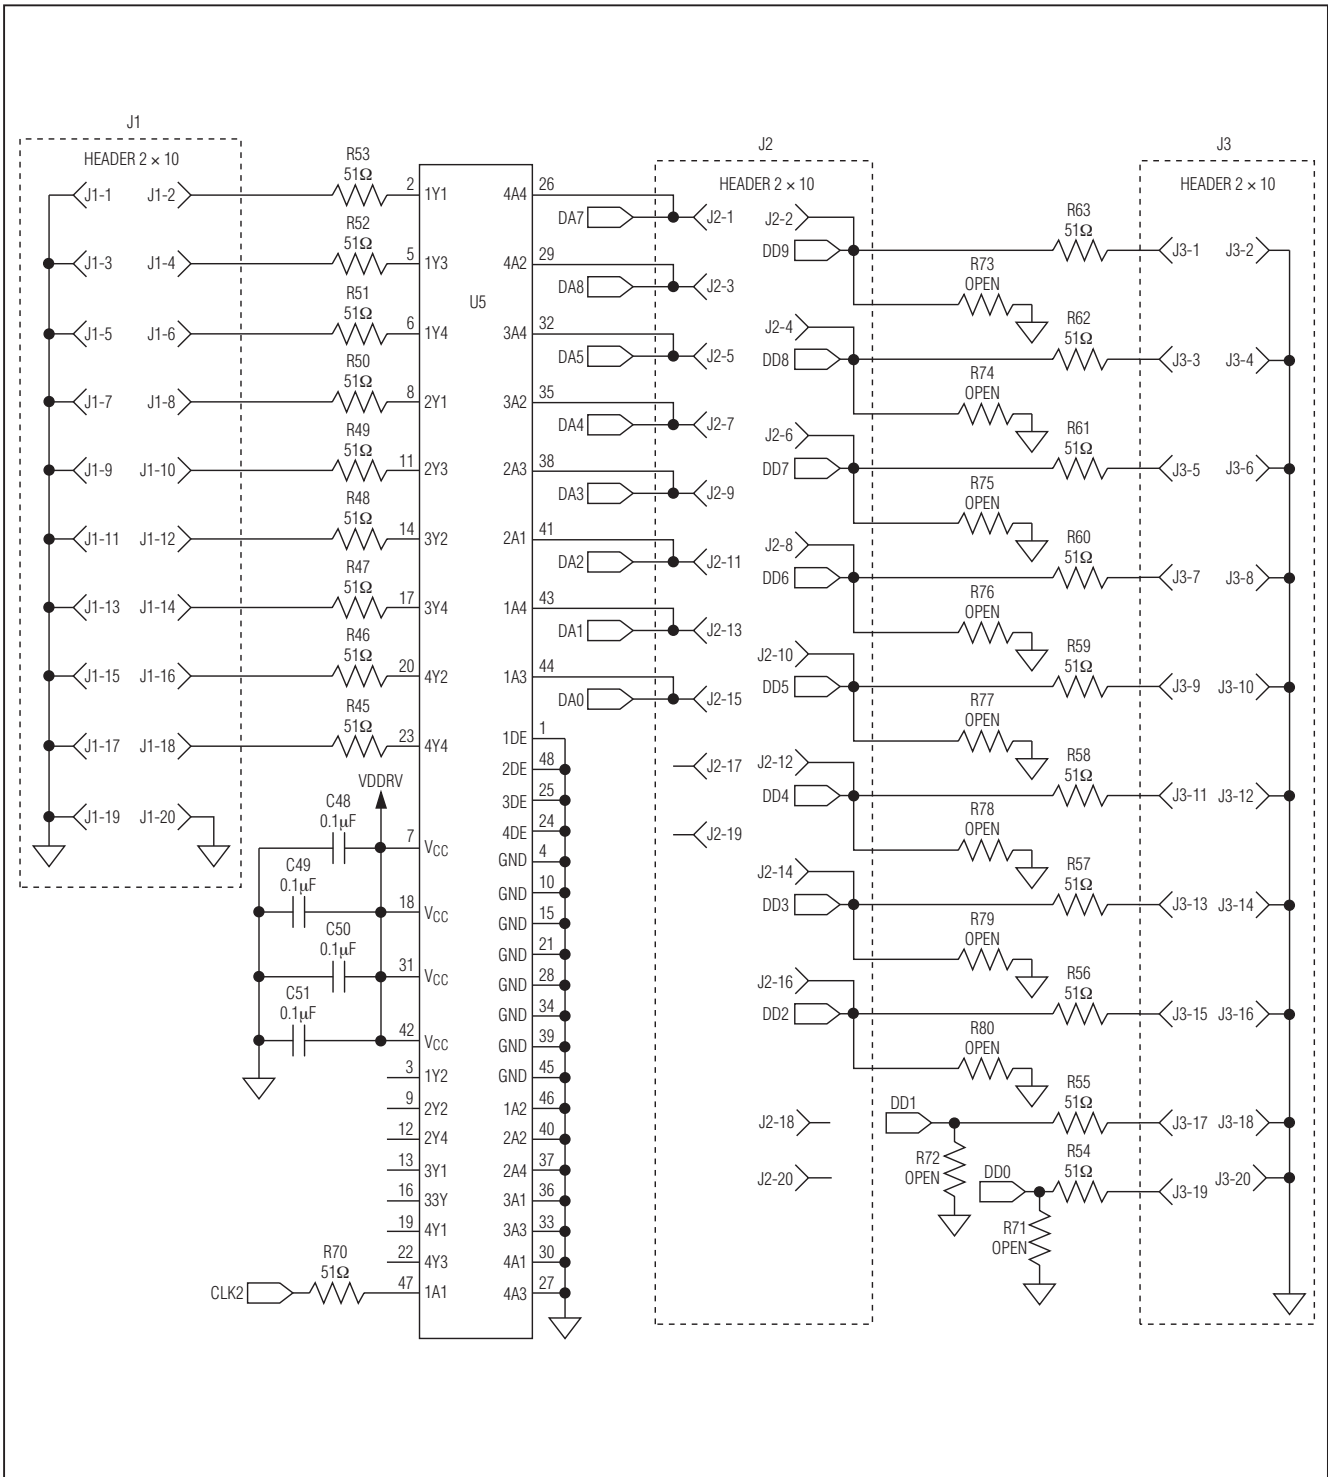 J1
HEADER 2 × 10
J1-1 J1-2
J1-3 J1-4
J1-5 J1-6
J1-7 J1-8
J1-9 J1-10
J1-11 J1-12
J1-13 J1-14
J1-15 J1-16
J1-17 J1-18
J1-19 J1-20
R53
51Ω
R52
51Ω
R51
51Ω
R50
51Ω
R49
51Ω
R48
51Ω
R47
51Ω
R46
51Ω
R45
51Ω
VDDRV
C48
0.1μF
C49
0.1μF
C50
0.1μF
C51
0.1μF
CLK2
R70
51Ω
U5
2 1Y1
5 1Y3
6 1Y4
8 2Y1
11 2Y3
14 3Y2
17 3Y4
20 4Y2
23 4Y4
7 VCC
18 VCC
31 VCC
42 VCC
3 1Y2
9 2Y2
12 2Y4
13 3Y1
16 33Y
19 4Y1
22 4Y3
47 1A1
4A4 26
4A2 29
3A4 32
3A2 35
2A3 38
2A1 41
1A4 43
1A3 44
1DE 1
2DE 48
3DE 25
4DE 24
GND 4
GND 10
GND 15
GND 21
GND 28
GND 34
GND 39
GND 45
1A2 46
2A2 40
2A4 37
3A1 36
3A3 33
4A1 30
4A3 27
DA7
DA8
DA5
DA4
DA3
DA2
DA1
DA0
J2
HEADER 2 × 10
J2-1
J2-3
J2-5
J2-7
J2-9
J2-11
J2-13
J2-15
J2-17
J2-19
J2-2
DD9
J2-4
DD8
J2-6
DD7
J2-8
DD6
J2-10
DD5
J2-12
DD4
J2-14
DD3
J2-16
DD2
J2-18
J2-20
DD1
DD0
R73
OPEN
R74
OPEN
R75
OPEN
R76
OPEN
R77
OPEN
R78
OPEN
R79
OPEN
R80
OPEN
R72
OPEN
R71
OPEN
R63
51Ω
R62
51Ω
R61
51Ω
R60
51Ω
R59
51Ω
R58
51Ω
R57
51Ω
R56
51Ω
R55
51Ω
R54
51Ω
J3
HEADER 2 × 10
J3-1 J3-2
J3-3 J3-4
J3-5 J3-6
J3-7 J3-8
J3-9 J3-10
J3-11 J3-12
J3-13 J3-14
J3-15 J3-16
J3-17 J3-18
J3-19 J3-20